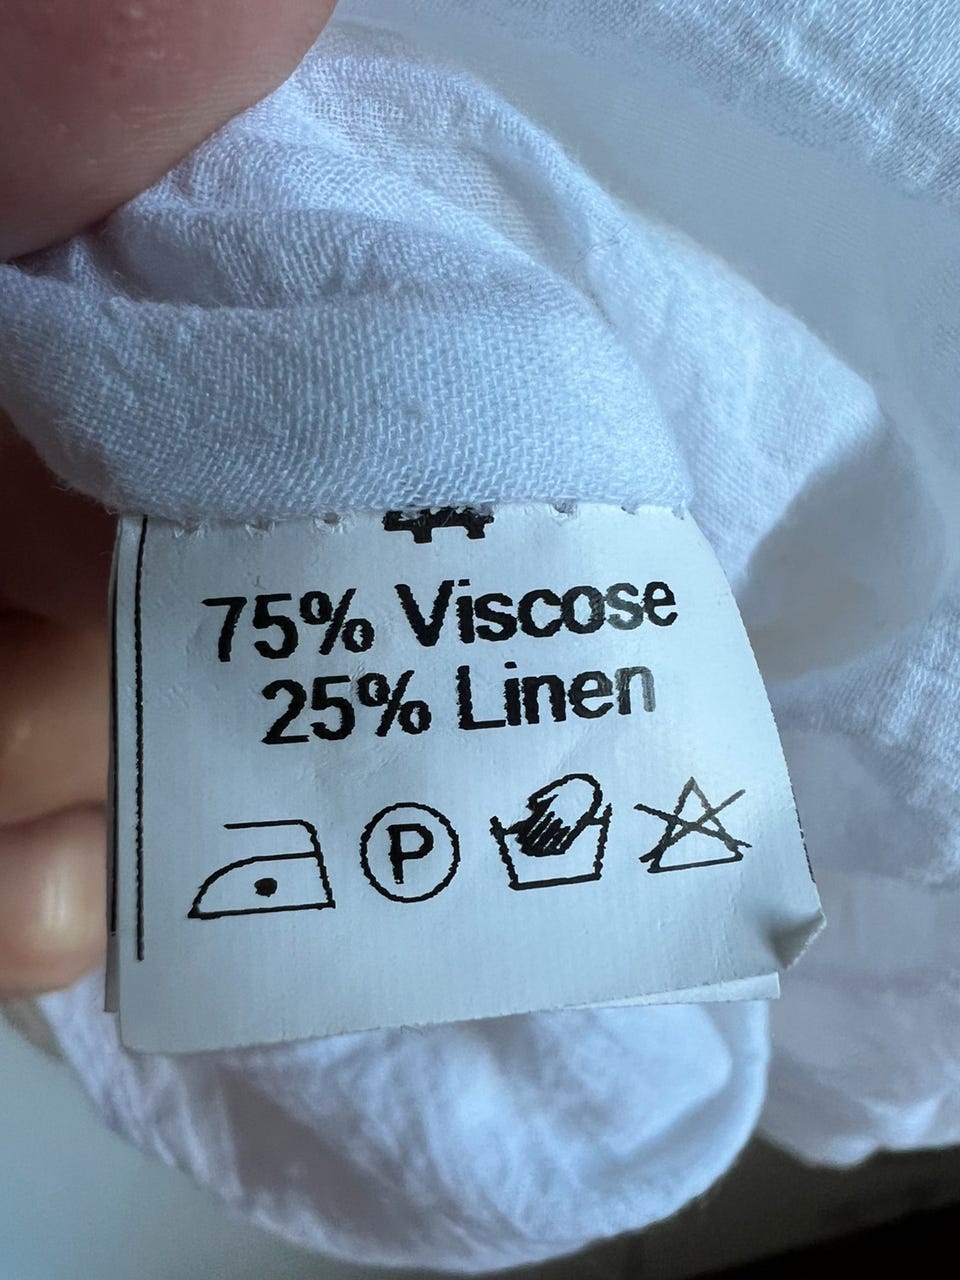 75% Viscose
25% Linen
P